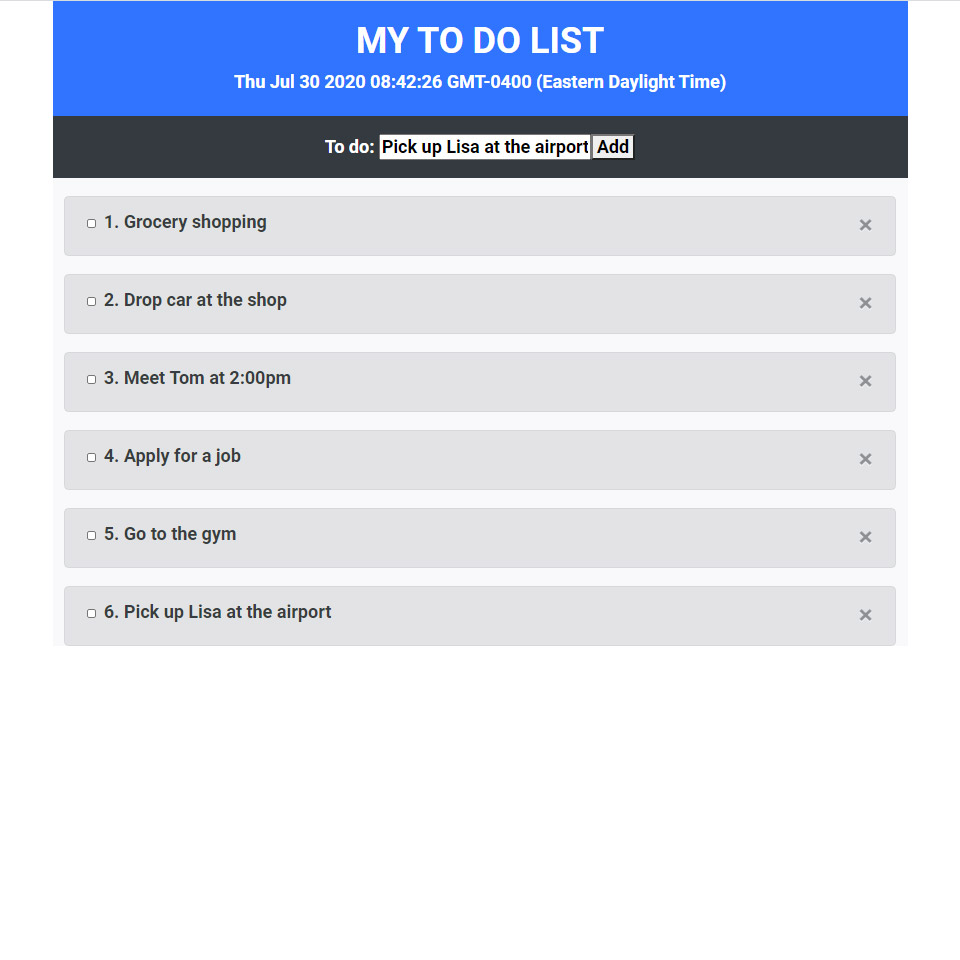 MY TO DO LIST
Thu Jul 30 2020 08:42:26 GMT-0400 (Eastern Daylight Time)
To do: Pick up Lisa at the airport Add
1. Grocery shopping ×
2. Drop car at the shop ×
3. Meet Tom at 2:00pm ×
4. Apply for a job ×
5. Go to the gym ×
6. Pick up Lisa at the airport ×